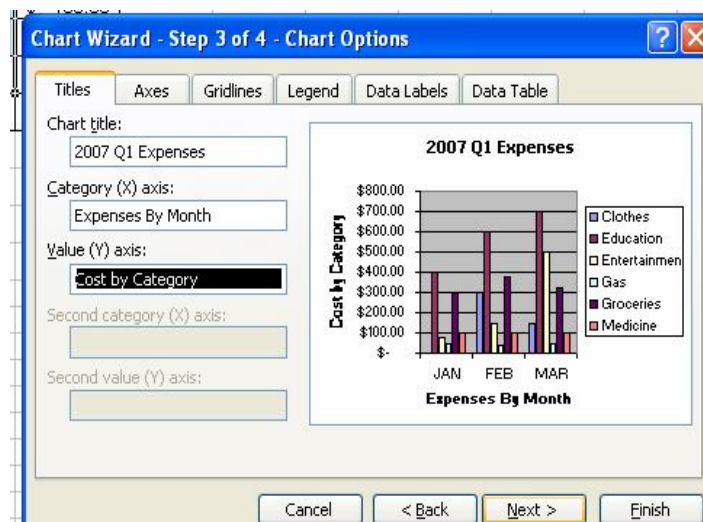 Chart Wizard - Step 3 of 4 - Chart Options
Titles Axes Gridlines Legend Data Labels Data Table
Chart title:
2007 Q1 Expenses
Category (X) axis:
Expenses By Month
Value (Y) axis:
Cost by Category
Second category (X) axis:
Second value (Y) axis:
2007 Q1 Expenses
Cost by Category
$800.00
$700.00
$600.00
$500.00
$400.00
$300.00
$200.00
$100.00
$-
JAN FEB MAR
Expenses By Month
Clothes
Education
Entertainmen
Gas
Groceries
Medicine
Cancel < Back Next > Finish